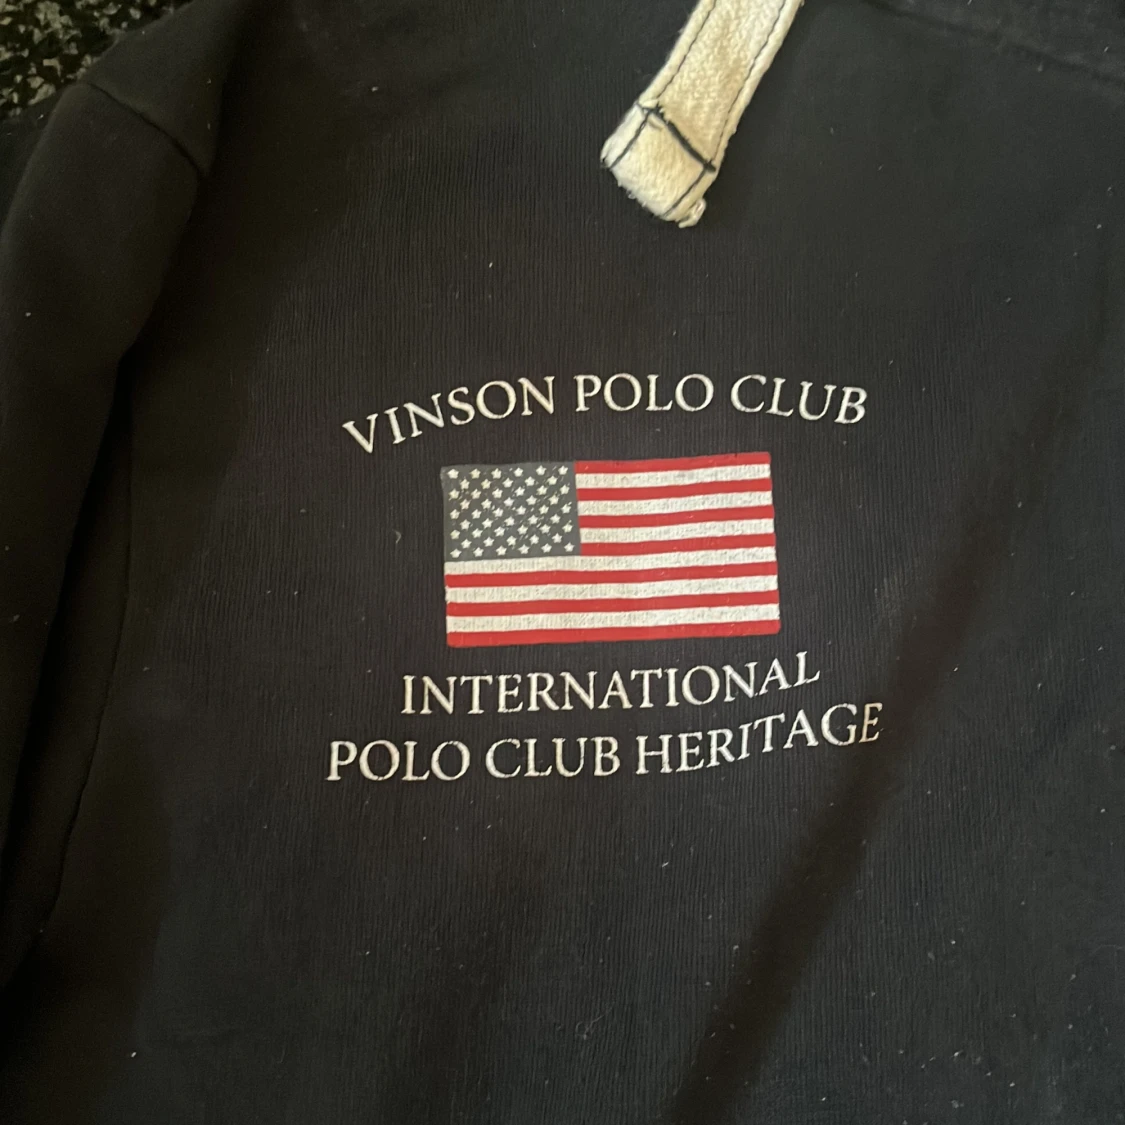 VINSON POLO CLUB
INTERNATIONAL
POLO CLUB HERITAGE